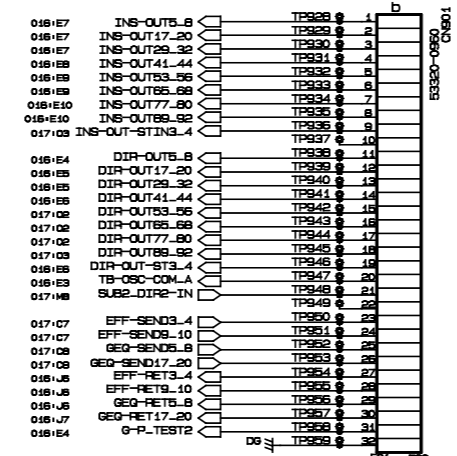 b
CN901
53320-0960
016:E7 INS-OUT5_8 TP928 1
016:E7 INS-OUT17_20 TP929 2
016:E7 INS-OUT29_32 TP930 3
016:E8 INS-OUT41_44 TP931 4
016:E9 INS-OUT53_56 TP932 5
016:E9 INS-OUT65_68 TP933 6
016:E10 INS-OUT77_80 TP934 7
016:E10 INS-OUT89_92 TP935 8
017:O3 INS-OUT-STIN3_4 TP936 9
TP937 10
016:E4 DIR-OUT5_8 TP938 11
016:E5 DIR-OUT17_20 TP939 12
016:E5 DIR-OUT29_32 TP940 13
016:E6 DIR-OUT41_44 TP941 14
017:O2 DIR-OUT53_56 TP942 15
017:O2 DIR-OUT65_68 TP943 16
017:O2 DIR-OUT77_80 TP944 17
017:O3 DIR-OUT89_92 TP945 18
016:E6 DIR-OUT-ST3_4 TP946 19
016:E3 TB-OSC-COM_A TP947 20
017:M8 SUB2_DIR2-IN TP948 21
TP949 22
017:C7 EFF-SEND3_4 TP950 23
017:C7 EFF-SEND9_10 TP951 24
017:C8 GEQ-SEND5_8 TP952 25
017:C8 GEQ-SEND17_20 TP953 26
016:J5 EFF-RET3_4 TP954 27
016:J6 EFF-RET9_10 TP955 28
016:J6 GEQ-RET5_8 TP956 29
016:J7 GEQ-RET17_20 TP957 30
016:E4 G-P_TEST2 TP958 31
DG TP959 32